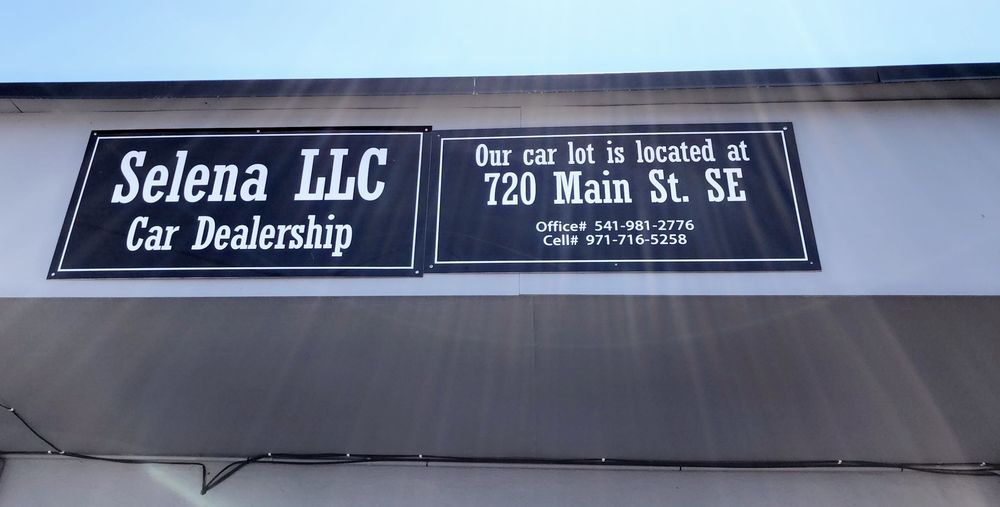 Selena LLC
Car Dealership
Our car lot is located at
720 Main St. SE
Office# 541-981-2776
Cell# 971-716-5258